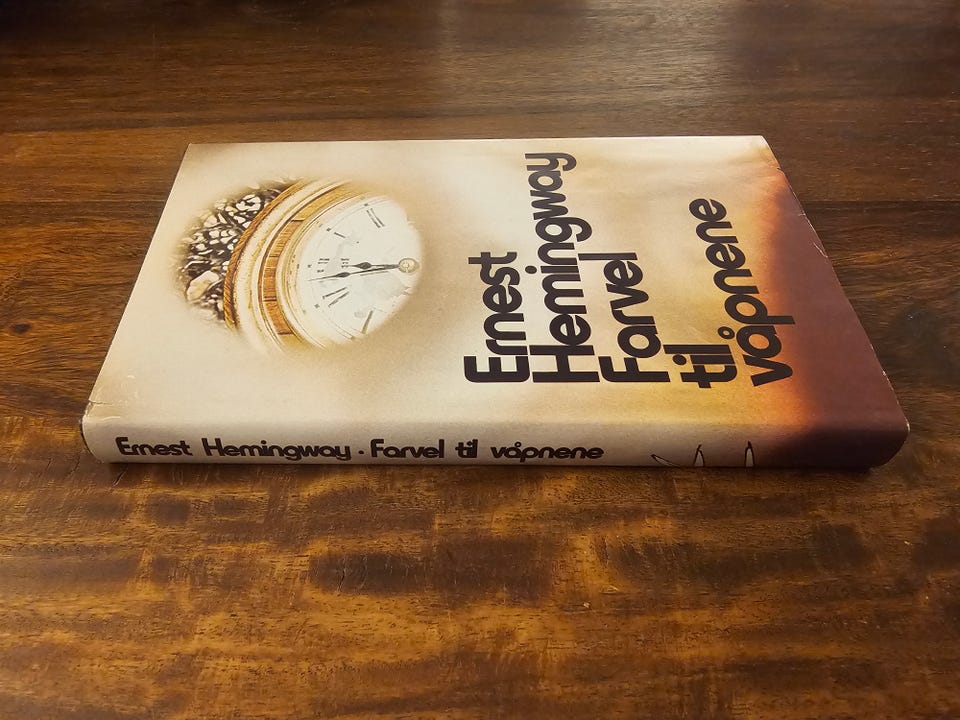 Ernest
Hemingway
Farvel
til
våpnene
Ernest Hemingway · Farvel til våpnene